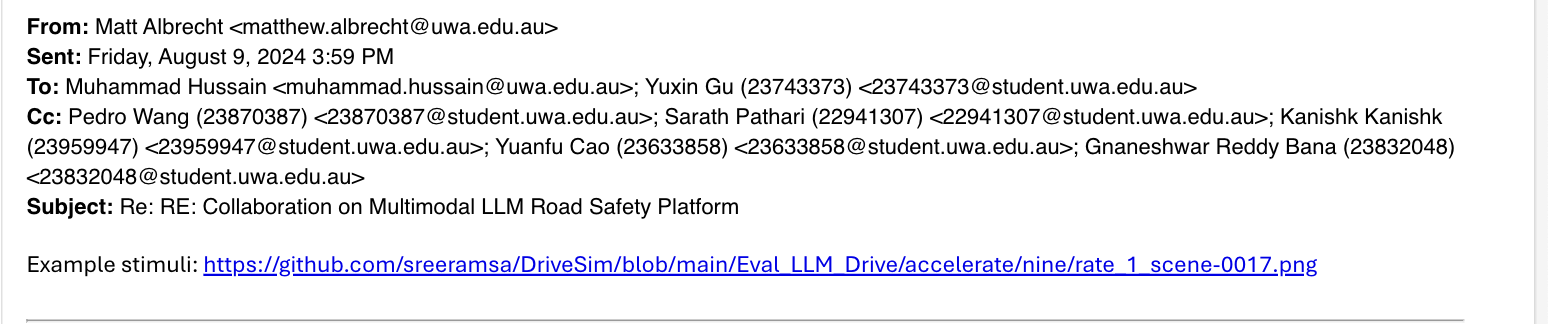 From: Matt Albrecht <matthew.albrecht@uwa.edu.au>
Sent: Friday, August 9, 2024 3:59 PM
To: Muhammad Hussain <muhammad.hussain@uwa.edu.au>; Yuxin Gu (23743373) <23743373@student.uwa.edu.au>
Cc: Pedro Wang (23870387) <23870387@student.uwa.edu.au>; Sarath Pathari (22941307) <22941307@student.uwa.edu.au>; Kanishk Kanishk
(23959947) <23959947@student.uwa.edu.au>; Yuanfu Cao (23633858) <23633858@student.uwa.edu.au>; Gnaneshwar Reddy Bana (23832048)
<23832048@student.uwa.edu.au>
Subject: Re: RE: Collaboration on Multimodal LLM Road Safety Platform
Example stimuli: https://github.com/sreeramsa/DriveSim/blob/main/Eval_LLM_Drive/accelerate/nine/rate_1_scene-0017.png